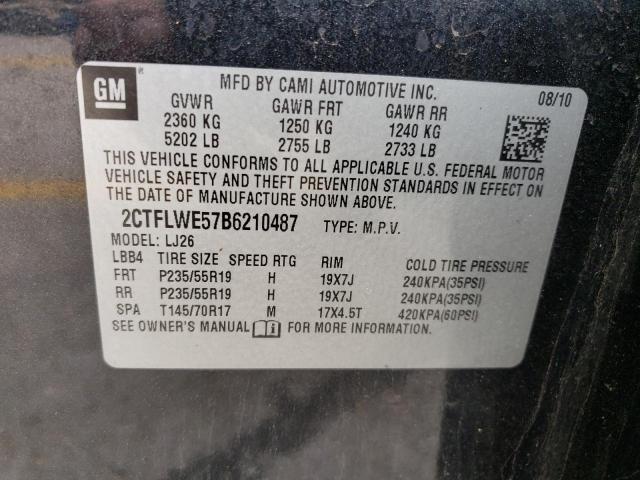 GM
MFD BY CAMI AUTOMOTIVE INC.
GVWR GAWR FRT GAWR RR 08/10
2360 KG 1250 KG 1240 KG
5202 LB 2755 LB 2733 LB
THIS VEHICLE CONFORMS TO ALL APPLICABLE U.S. FEDERAL MOTOR
VEHICLE SAFETY AND THEFT PREVENTION STANDARDS IN EFFECT ON
THE DATE OF MANUFACTURE SHOWN ABOVE.
2CTFLWE57B6210487 TYPE: M.P.V.
MODEL: LJ26
LBB4 TIRE SIZE SPEED RTG RIM COLD TIRE PRESSURE
FRT P235/55R19 H 19X7J 240KPA(35PSI)
RR P235/55R19 H 19X7J 240KPA(35PSI)
SPA T145/70R17 M 17X4.5T 420KPA(60PSI)
SEE OWNER'S MANUAL FOR MORE INFORMATION.